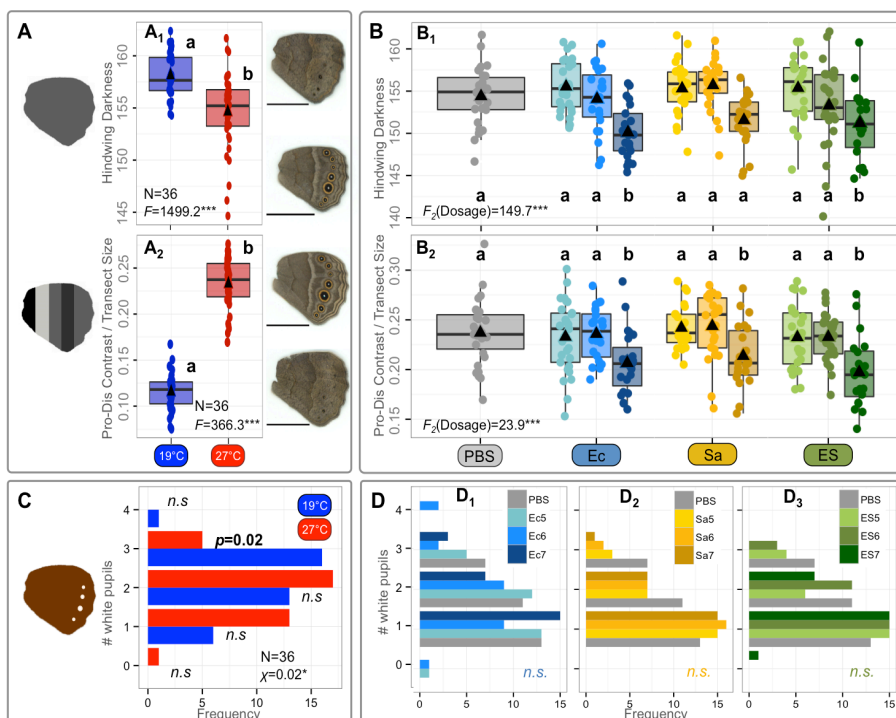 A
A1
Hindwing Darkness
160
155
150
145
a
b
N=36
F=1499.2***
A2
Pro-Dis Contrast / Transect Size
0.25
0.20
0.15
0.10
a
b
N=36
F=366.3***
19°C
27°C
B
B1
Hindwing Darkness
160
155
150
145
140
a a a b a a b a a b
F2(Dosage)=149.7***
B2
Pro-Dis Contrast / Transect Size
0.30
0.25
0.20
0.15
a a a b a a b a a b
F2(Dosage)=23.9***
PBS
Ec
Sa
ES
C
# white pupils
4
3
2
1
0
n.s
p=0.02
n.s
n.s
n.s
19°C
27°C
N=36
χ=0.02*
0 5 10 15
Frequency
D
D1
# white pupils
4
3
2
1
0
PBS
Ec5
Ec6
Ec7
n.s.
0 5 10 15
D2
PBS
Sa5
Sa6
Sa7
n.s.
0 5 10 15
Frequency
D3
PBS
ES5
ES6
ES7
n.s.
0 5 10 15